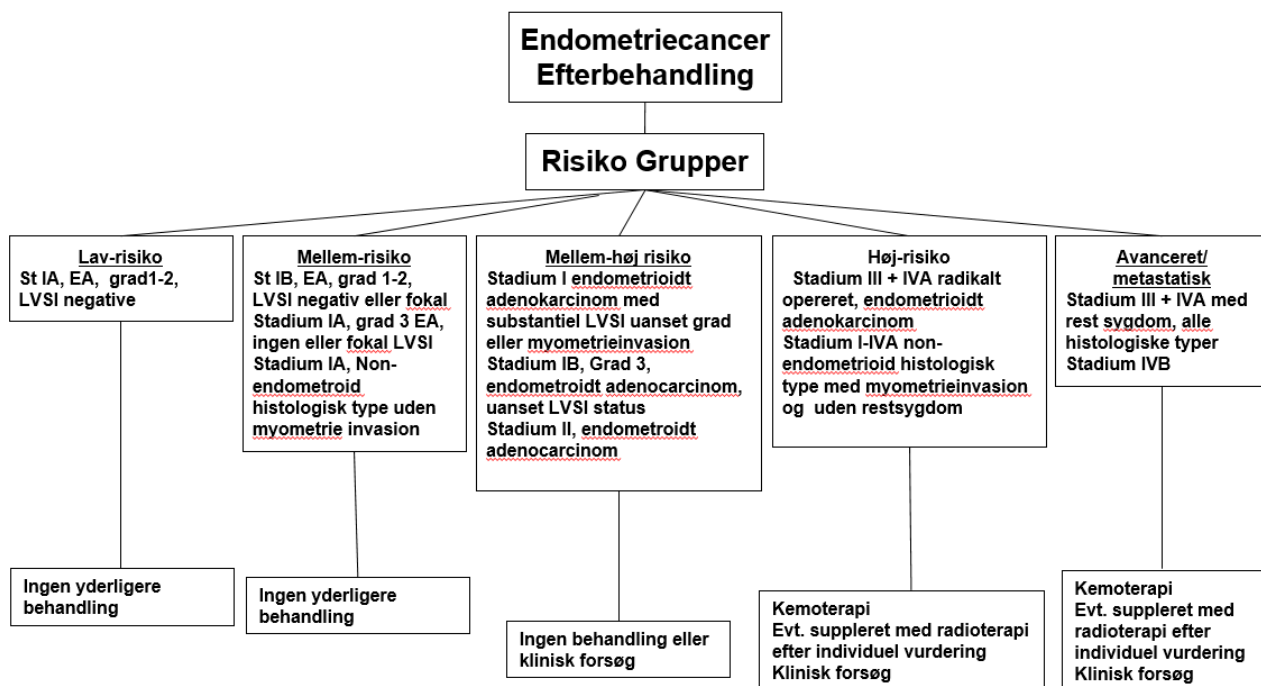 Endometriecancer
Efterbehandling
Risiko Grupper
Lav-risiko
St IA, EA, grad1-2,
LVSI negative
Mellem-risiko
St IB, EA, grad 1-2,
LVSI negativ eller fokal
Stadium IA, grad 3 EA,
ingen eller fokal LVSI
Stadium IA, Non-
endometroid
histologisk type uden
myometrie invasion
Mellem-høj risiko
Stadium I endometrioidt
adenokarcinom med
substantiel LVSI uanset grad
eller myometrieinvasion
Stadium IB, Grad 3,
endometroidt adenocarcinom,
uanset LVSI status
Stadium II, endometroidt
adenocarcinom
Høj-risiko
Stadium III + IVA radikalt
opereret, endometrioidt
adenokarcinom
Stadium I-IVA non-
endometrioid histologisk
type med myometrieinvasion
og uden restsygdom
Avanceret/
metastatisk
Stadium III + IVA med
rest sygdom, alle
histologiske typer
Stadium IVB
Ingen yderligere
behandling
Ingen yderligere
behandling
Ingen behandling eller
klinisk forsøg
Kemoterapi
Evt. suppleret med radioterapi
efter individuel vurdering
Klinisk forsøg
Kemoterapi
Evt. suppleret med
radioterapi efter
individuel vurdering
Klinisk forsøg